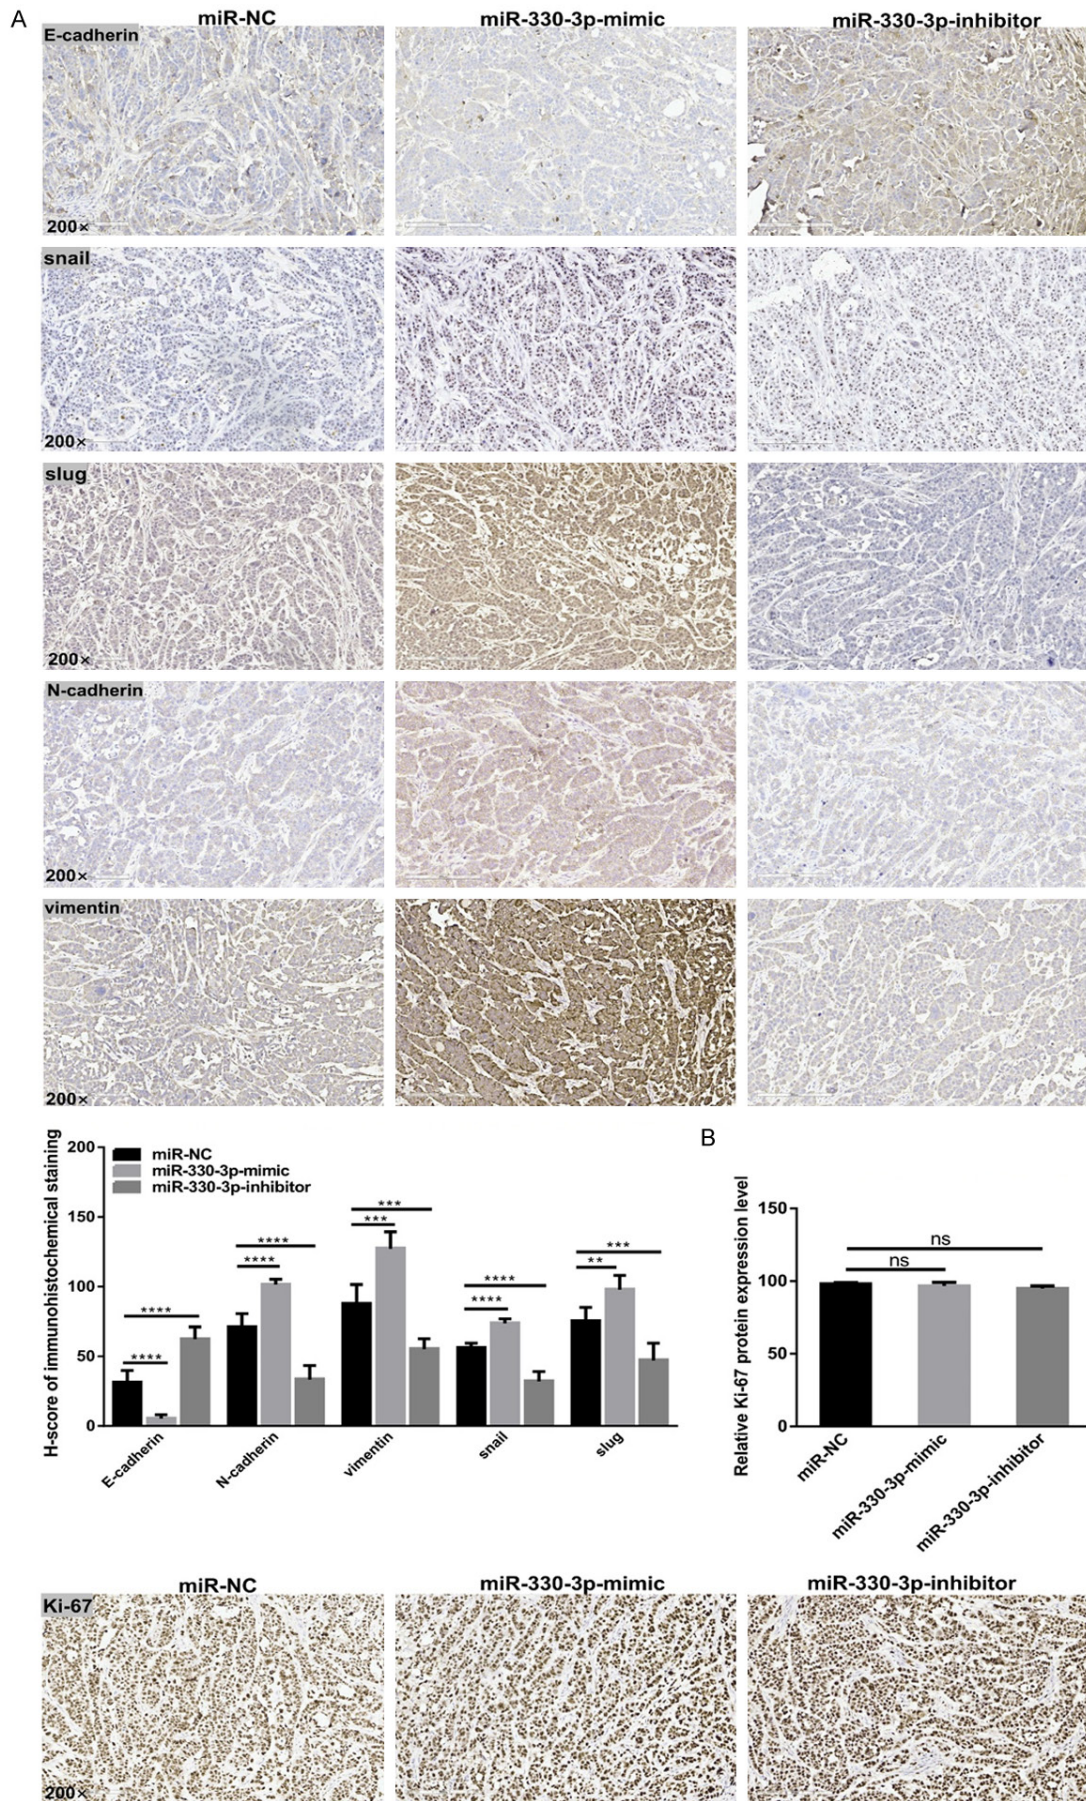 A
miR-NC miR-330-3p-mimic miR-330-3p-inhibitor
E-cadherin
200×
snail
200×
slug
200×
N-cadherin
200×
vimentin
200×
H-score of immunohistochemical staining
200
150
100
50
0
miR-NC
miR-330-3p-mimic
miR-330-3p-inhibitor
**** ****
**** ****
*** ***
**** ****
** ***
E-cadherin N-cadherin vimentin snail slug
B
Relative Ki-67 protein expression level
150
100
50
0
ns
ns
miR-NC miR-330-3p-mimic miR-330-3p-inhibitor
miR-NC miR-330-3p-mimic miR-330-3p-inhibitor
Ki-67
200×